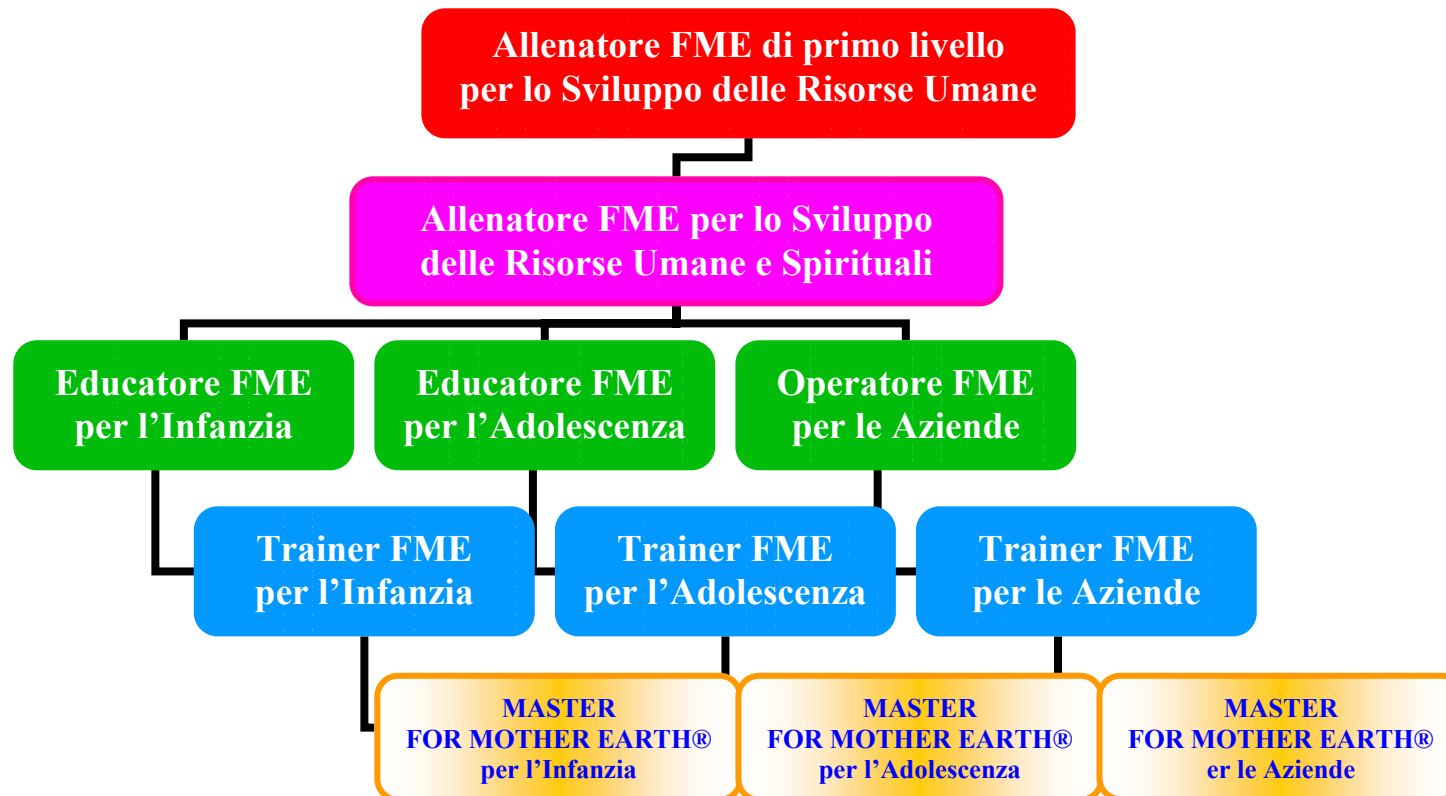 Allenatore FME di primo livello
per lo Sviluppo delle Risorse Umane
Allenatore FME per lo Sviluppo
delle Risorse Umane e Spirituali
Educatore FME
per l’Infanzia
Educatore FME
per l’Adolescenza
Operatore FME
per le Aziende
Trainer FME
per l’Infanzia
Trainer FME
per l’Adolescenza
Trainer FME
per le Aziende
MASTER
FOR MOTHER EARTH®
per l’Infanzia
MASTER
FOR MOTHER EARTH®
per l’Adolescenza
MASTER
FOR MOTHER EARTH®
er le Aziende